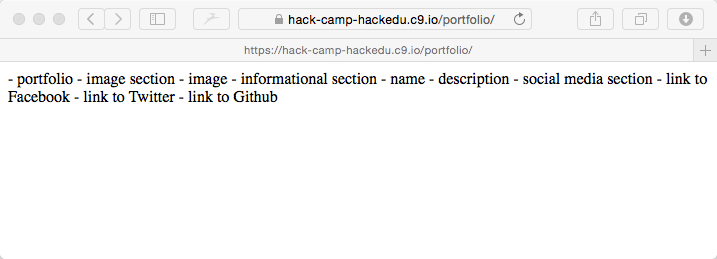 hack-camp-hackedu.c9.io/portfolio/
https://hack-camp-hackedu.c9.io/portfolio/
- portfolio - image section - image - informational section - name - description - social media section - link to
Facebook - link to Twitter - link to Github